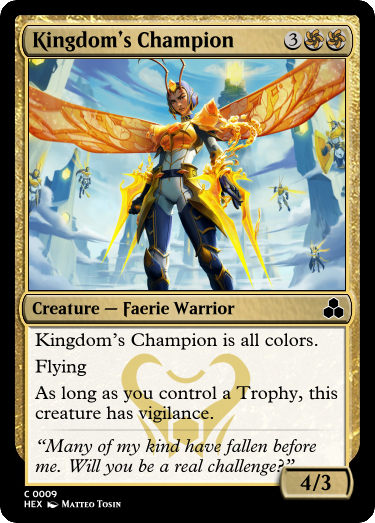 Kingdom's Champion 3
Creature — Faerie Warrior
Kingdom's Champion is all colors.
Flying
As long as you control a Trophy, this
creature has vigilance.
“Many of my kind have fallen before
me. Will you be a real challenge?”
4/3
C 0009
HEX Matteo Tosin